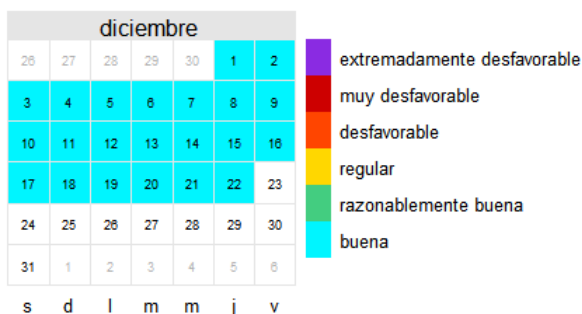 diciembre
26 27 28 29 30 1 2
3 4 5 6 7 8 9
10 11 12 13 14 15 16
17 18 19 20 21 22 23
24 25 26 27 28 29 30
31 1 2 3 4 5 6
s d l m m j v
extremadamente desfavorable
muy desfavorable
desfavorable
regular
razonablemente buena
buena